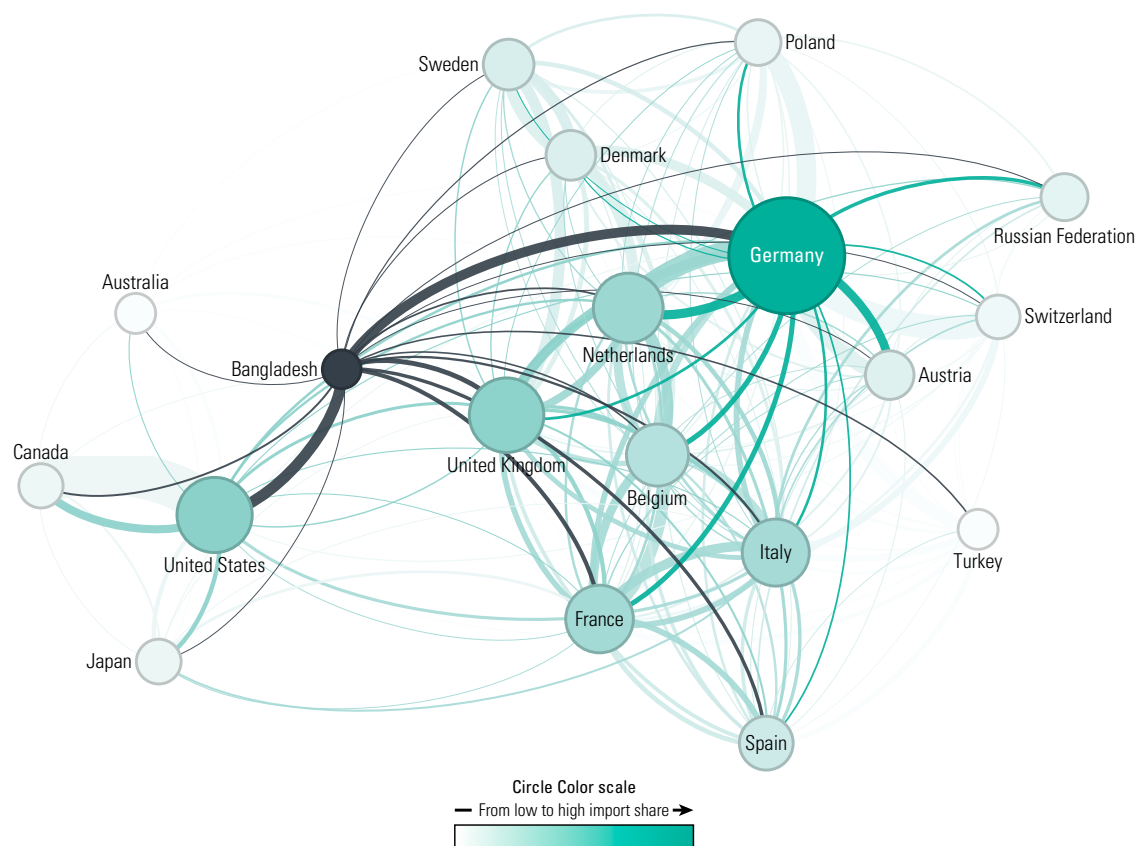 Poland
Sweden
Denmark
Russian Federation
Germany
Australia
Switzerland
Netherlands
Bangladesh
Austria
Canada
United Kingdom
Belgium
Italy
United States
Turkey
France
Japan
Spain
Circle Color scale
From low to high import share